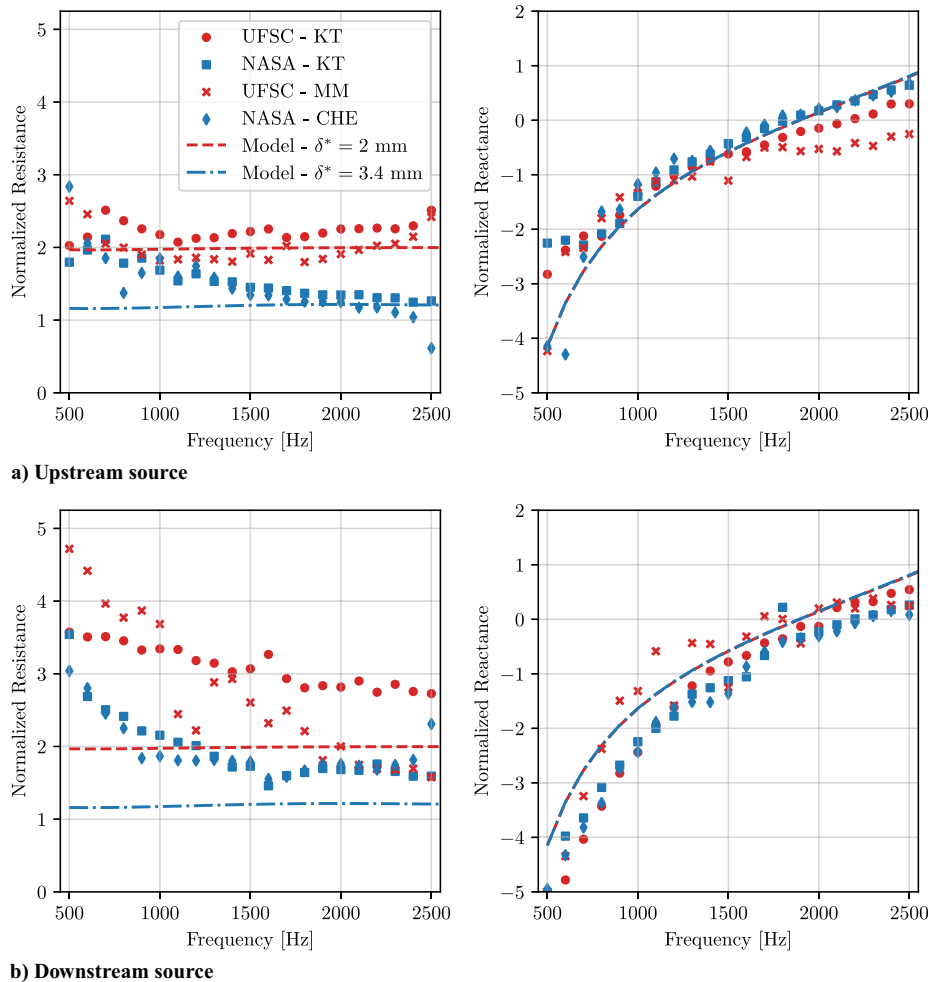 5
4
3
2
1
0
Normalized Resistance
UFSC - KT
NASA - KT
UFSC - MM
NASA - CHE
Model - δ* = 2 mm
Model - δ* = 3.4 mm
500 1000 1500 2000 2500
Frequency [Hz]
2
1
0
−1
−2
−3
−4
−5
Normalized Reactance
500 1000 1500 2000 2500
Frequency [Hz]
a) Upstream source
5
4
3
2
1
0
Normalized Resistance
500 1000 1500 2000 2500
Frequency [Hz]
2
1
0
−1
−2
−3
−4
−5
Normalized Reactance
500 1000 1500 2000 2500
Frequency [Hz]
b) Downstream source